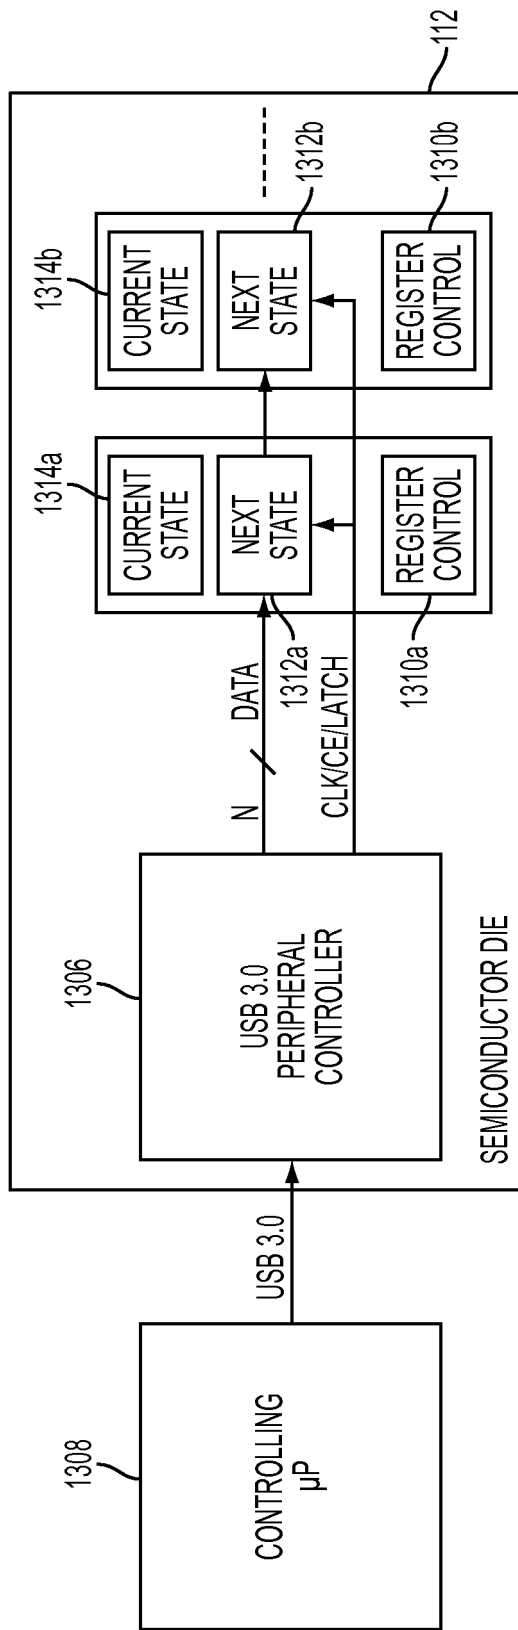 1308
CONTROLLING
µP
USB 3.0
1306
USB 3.0
PERIPHERAL
CONTROLLER
SEMICONDUCTOR DIE
N
DATA
CLK/CE/LATCH
1314a
CURRENT
STATE
NEXT
STATE
1312a
REGISTER
CONTROL
1310a
1314b
CURRENT
STATE
NEXT
STATE
1312b
REGISTER
CONTROL
1310b
112